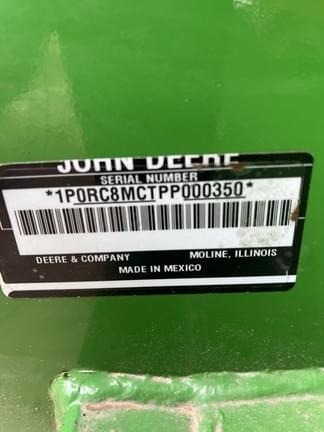 JOHN DEERE
SERIAL NUMBER
*1P0RC8MCTPP000350*
DEERE & COMPANY MOLINE, ILLINOIS
MADE IN MEXICO